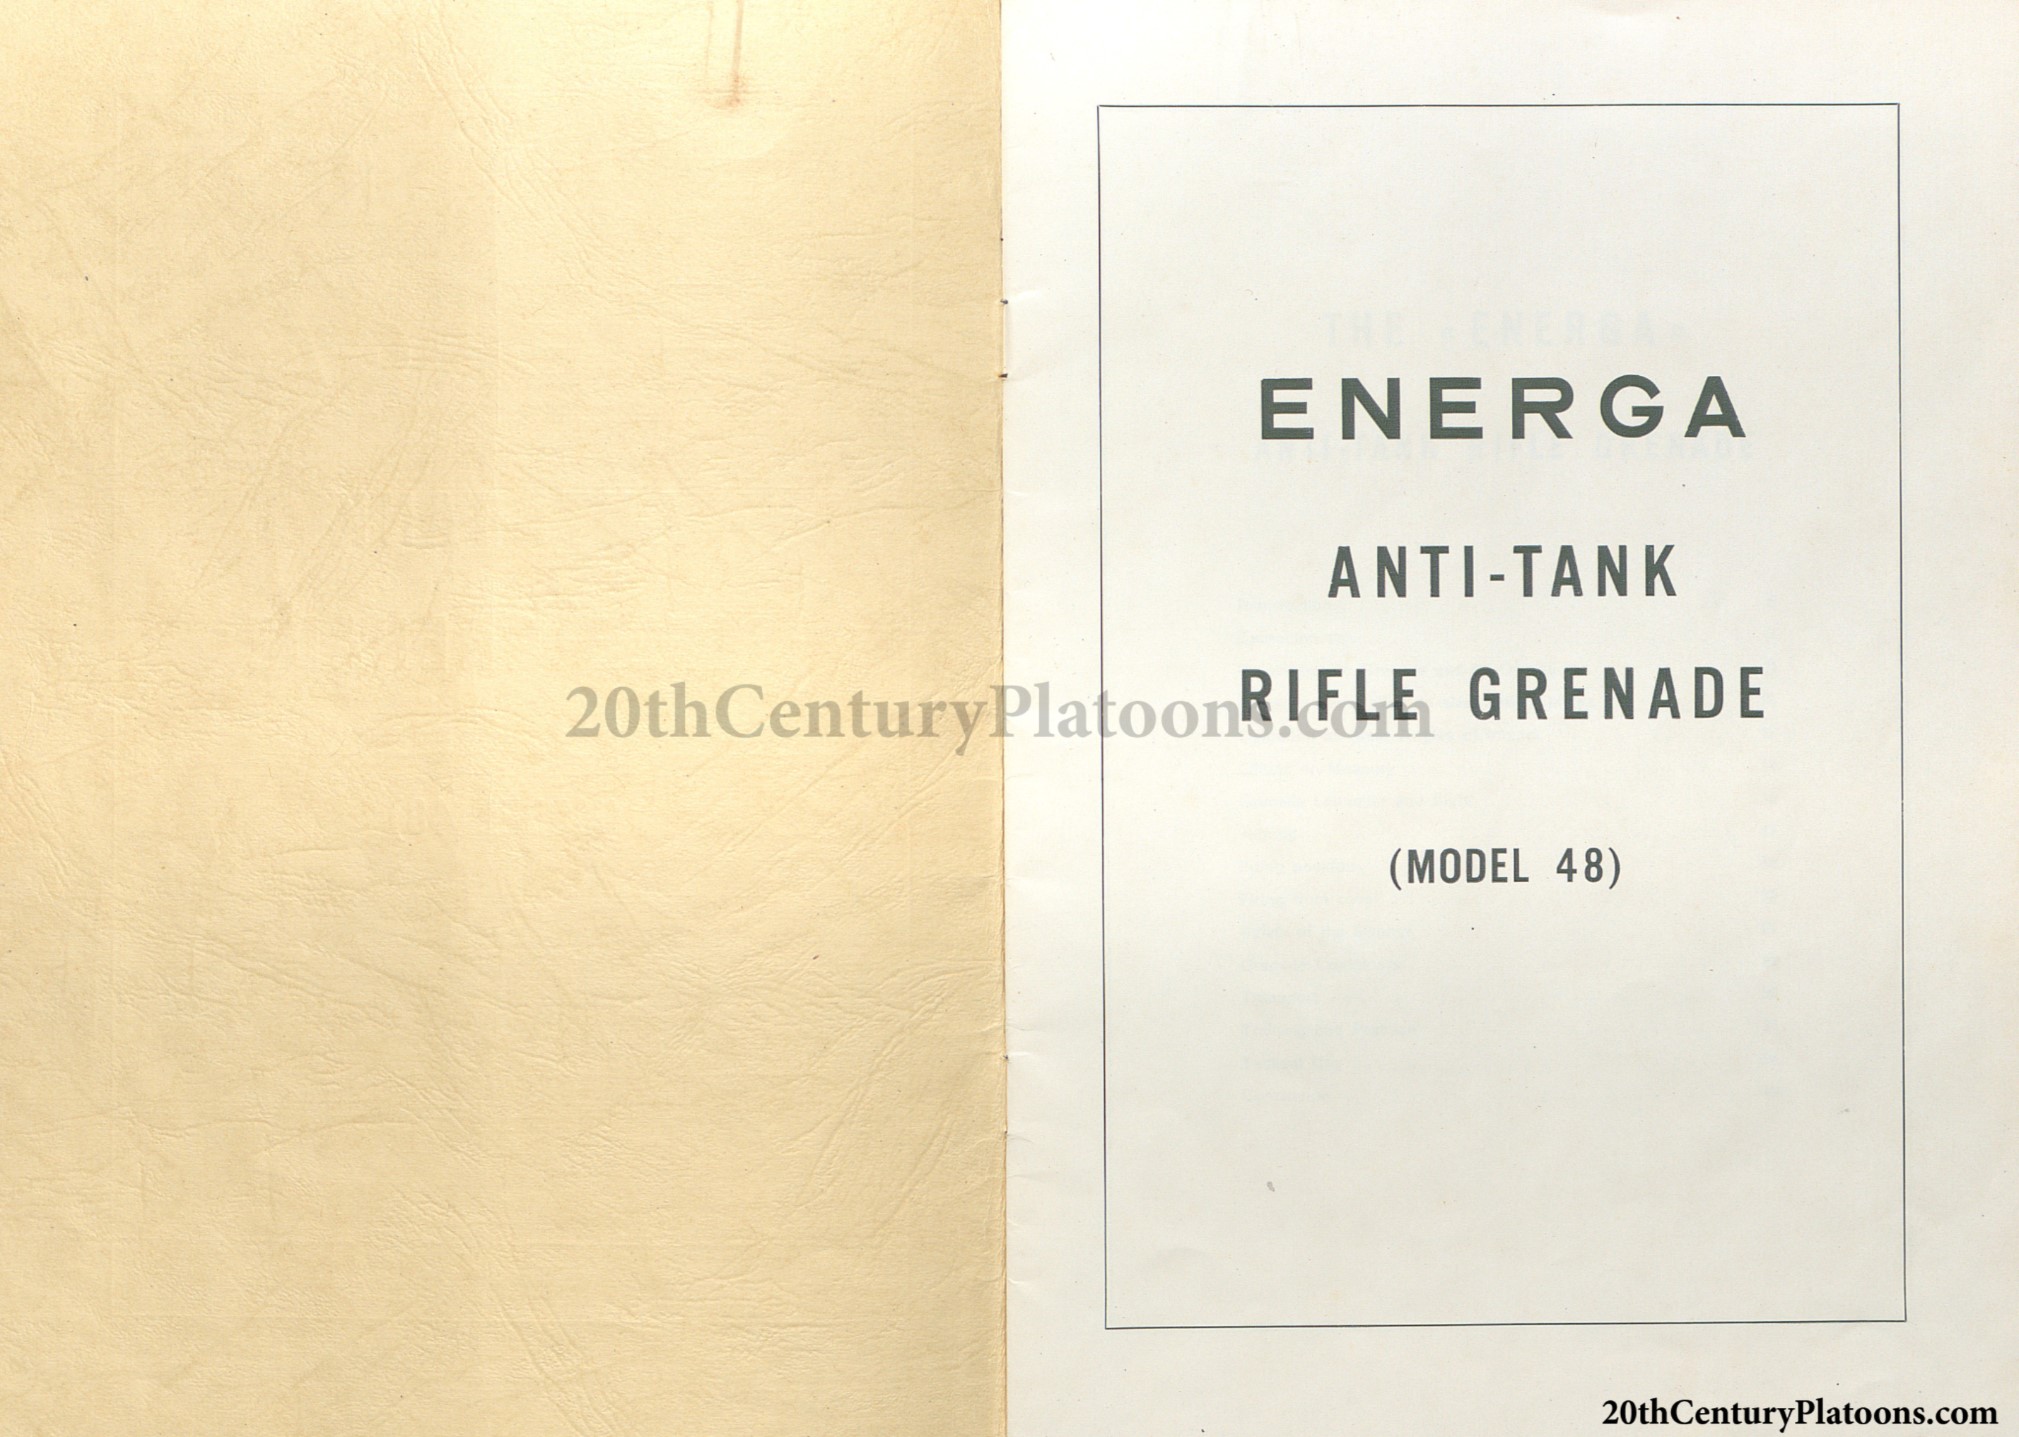 ENERGA
ANTI-TANK
RIFLE GRENADE
(MODEL 48)
20thCenturyPlatoons.com
20thCenturyPlatoons.com